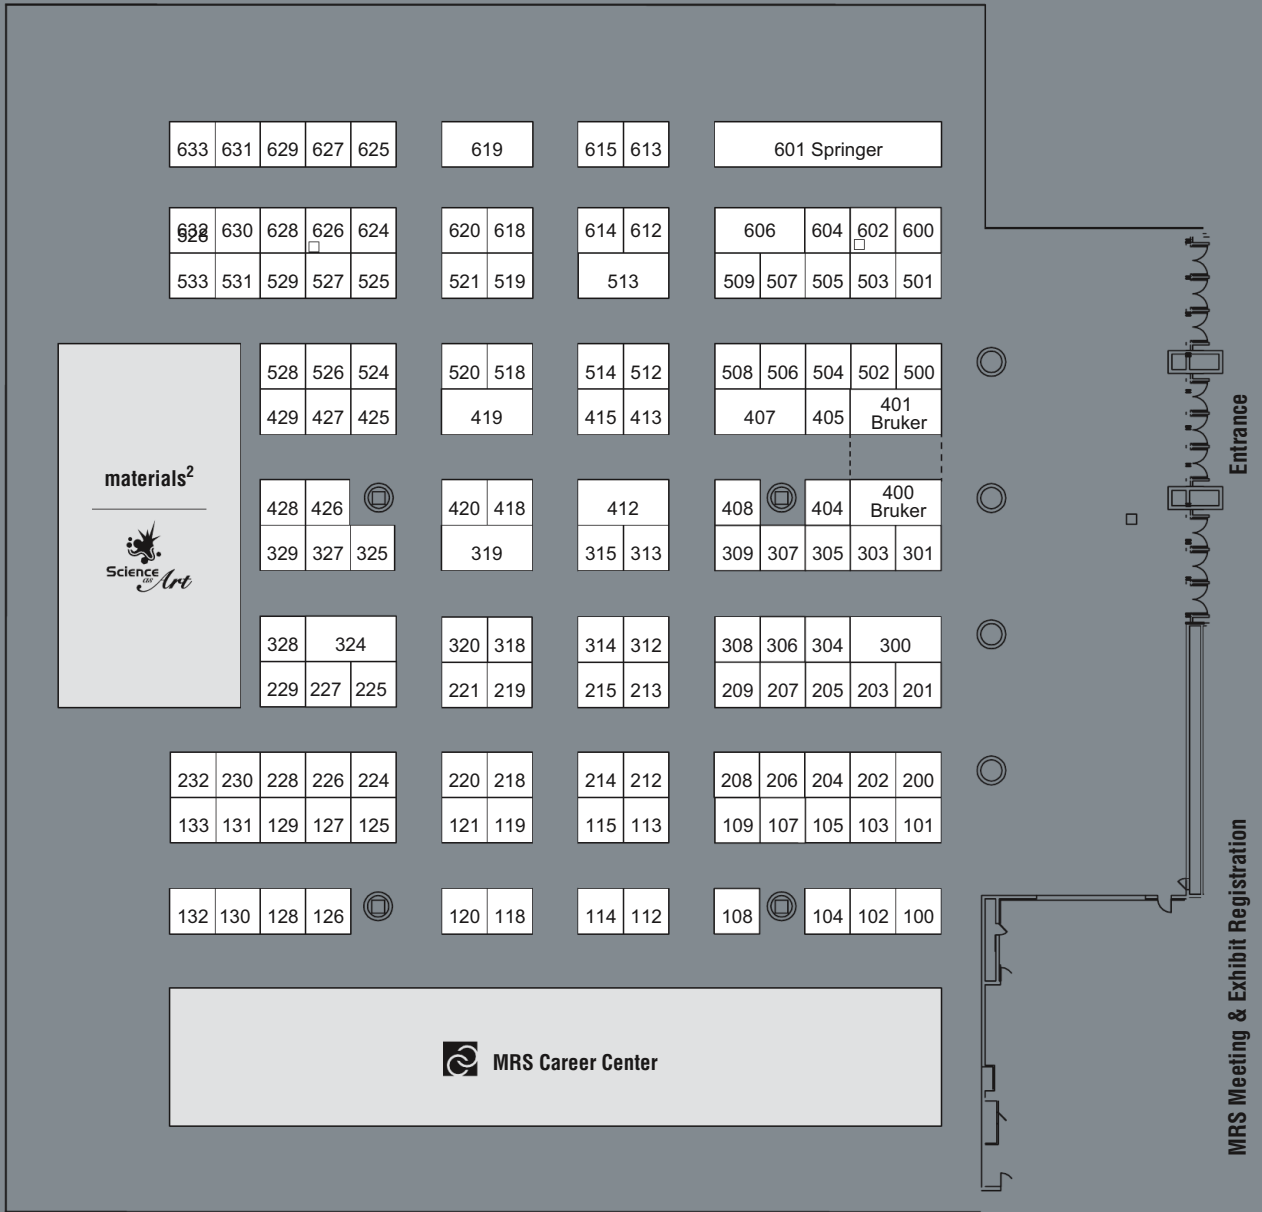 633 631 629 627 625 619 615 613 601 Springer
632 630 628 626 624 620 618 614 612 606 604 602 600
528
533 531 529 527 525 521 519 513 509 507 505 503 501
528 526 524 520 518 514 512 508 506 504 502 500
429 427 425 419 415 413 407 405 401
Bruker
Entrance
materials²
Science
as
Art
428 426 420 418 412 408 404 400
Bruker
329 327 325 319 315 313 309 307 305 303 301
328 324 320 318 314 312 308 306 304 300
229 227 225 221 219 215 213 209 207 205 203 201
232 230 228 226 224 220 218 214 212 208 206 204 202 200
133 131 129 127 125 121 119 115 113 109 107 105 103 101
132 130 128 126 120 118 114 112 108 104 102 100
MRS Career Center
MRS Meeting & Exhibit Registration